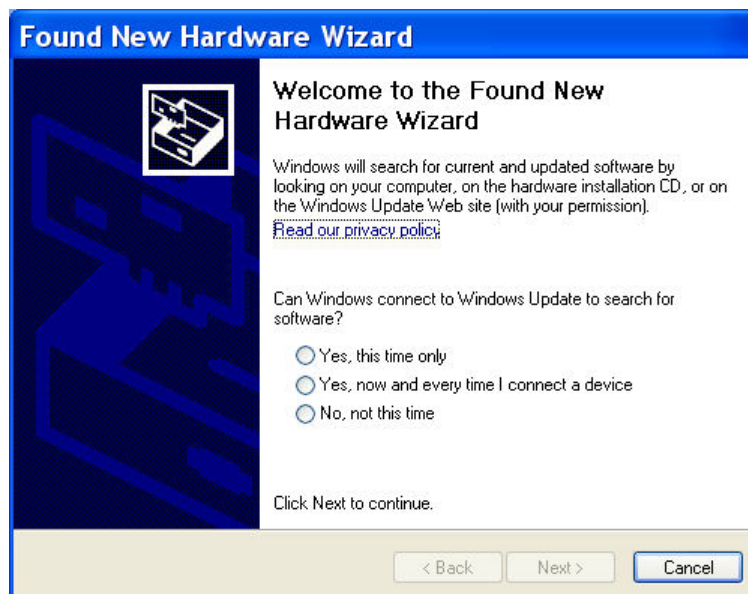 Found New Hardware Wizard
Welcome to the Found New
Hardware Wizard
Windows will search for current and updated software by
looking on your computer, on the hardware installation CD, or on
the Windows Update Web site (with your permission).
Read our privacy policy
Can Windows connect to Windows Update to search for
software?
Yes, this time only
Yes, now and every time I connect a device
No, not this time
Click Next to continue.
< Back Next > Cancel